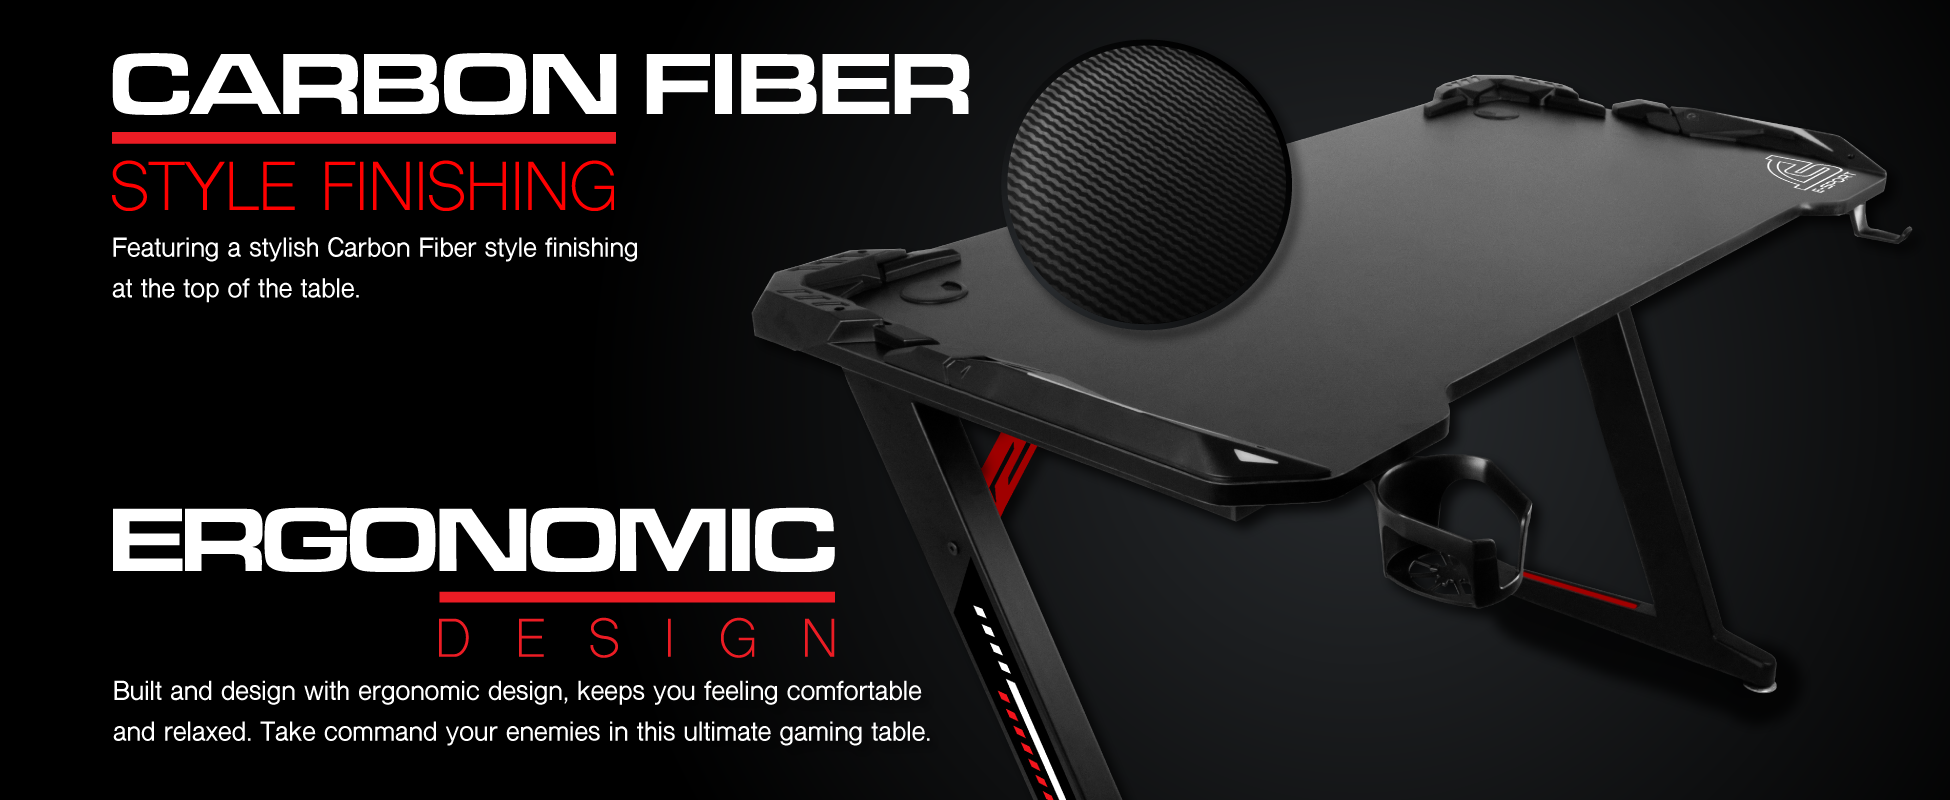 CARBON FIBER
STYLE FINISHING
Featuring a stylish Carbon Fiber style finishing
at the top of the table.
E-SPORT
ERGONOMIC
DESIGN
Built and design with ergonomic design, keeps you feeling comfortable
and relaxed. Take command your enemies in this ultimate gaming table.